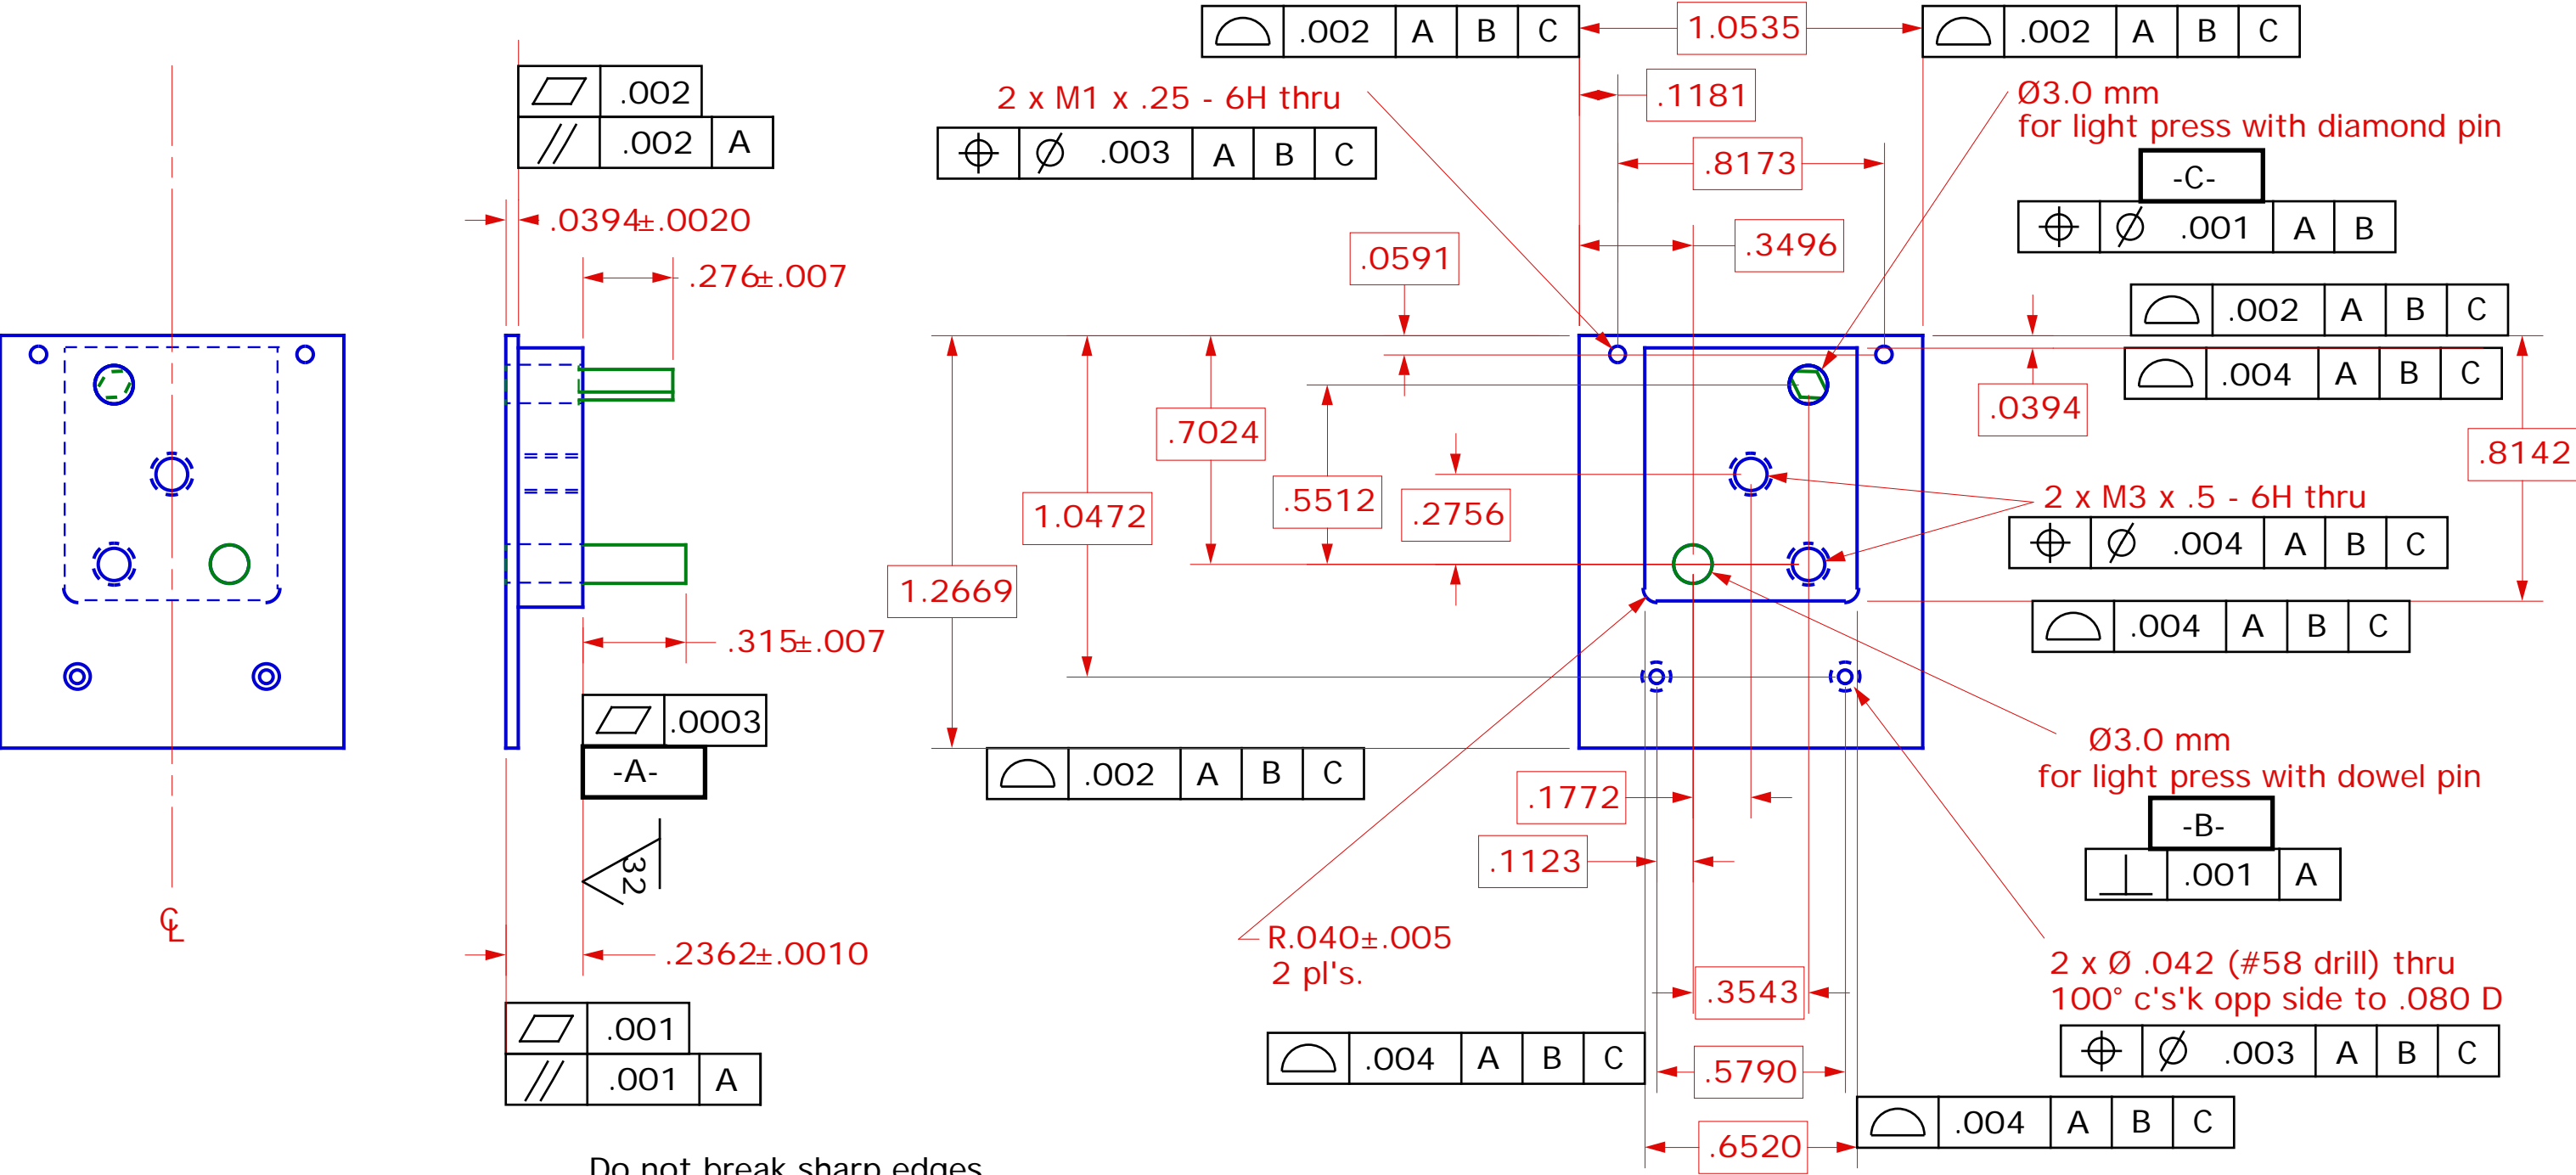 .002 A B C
1.0535
.002 A B C
.002
.002 A
2 x M1 x .25 - 6H thru
.003 A B C
.1181
Ø3.0 mm
for light press with diamond pin
.8173
-C-
.001 A B
.0394±.0020
.276±.007
.0591
.3496
.002 A B C
.004 A B C
.0394
.7024
.8142
.5512
.2756
1.0472
2 x M3 x .5 - 6H thru
.004 A B C
1.2669
.315±.007
.004 A B C
.0003
-A-
.002 A B C
Ø3.0 mm
for light press with dowel pin
-B-
.001 A
.1772
.1123
32
CL
.2362±.0010
R.040±.005
2 pl's.
2 x Ø .042 (#58 drill) thru
100° c's'k opp side to .080 D
.003 A B C
.3543
.001
.001 A
.004 A B C
.5790
.004 A B C
.6520
Do not break sharp edges